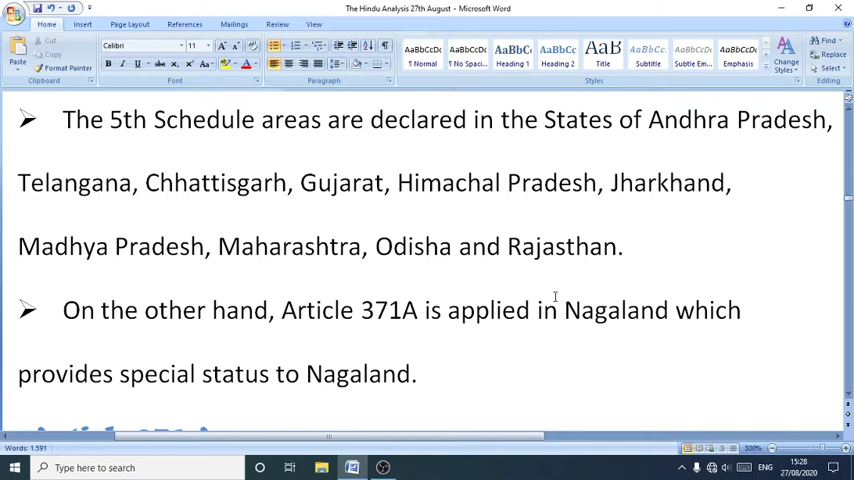 The Hindu Analysis 27th August - Microsoft Word
Home Insert Page Layout References Mailings Review View
Cut
Copy
Format Painter
Paste
Clipboard
Calibri 11
Font
Paragraph
AaBbCcDc AaBbCcDc AaBbCc AaBbCc AaB AaBbCc. AaBbCcDc AaBbCcDc
¶ Normal ¶ No Spaci... Heading 1 Heading 2 Title Subtitle Subtle Em... Emphasis
Change
Styles
Styles
Find
Replace
Select
Editing
➢ The 5th Schedule areas are declared in the States of Andhra Pradesh,
Telangana, Chhattisgarh, Gujarat, Himachal Pradesh, Jharkhand,
Madhya Pradesh, Maharashtra, Odisha and Rajasthan.
➢ On the other hand, Article 371A is applied in Nagaland which
provides special status to Nagaland.
Words: 1,591
300%
Type here to search
ENG
15:28
27/08/2020